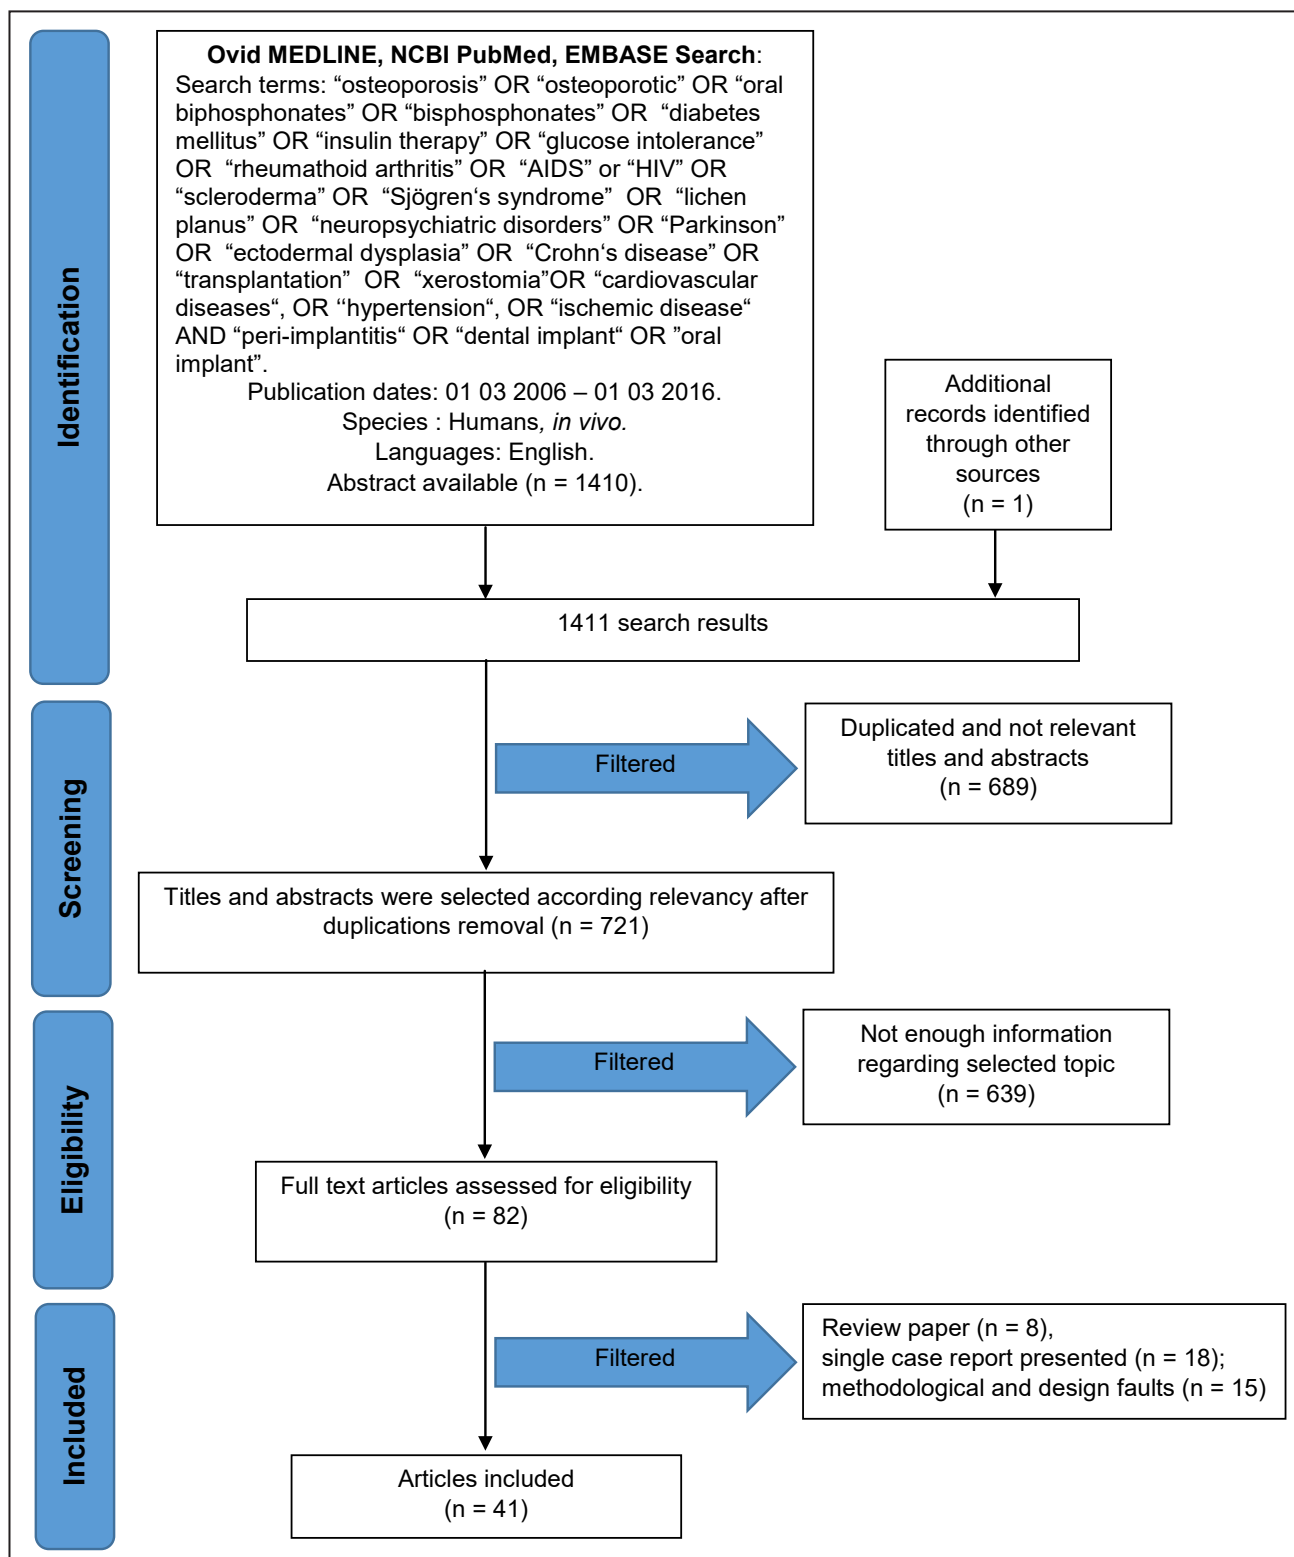 Identification
Ovid MEDLINE, NCBI PubMed, EMBASE Search:
Search terms: “osteoporosis” OR “osteoporotic” OR “oral
biphosphonates” OR “bisphosphonates” OR “diabetes
mellitus” OR “insulin therapy” OR “glucose intolerance”
OR “rheumathoid arthritis” OR “AIDS” or “HIV” OR
“scleroderma” OR “Sjögren‘s syndrome” OR “lichen
planus” OR “neuropsychiatric disorders” OR “Parkinson”
OR “ectodermal dysplasia” OR “Crohn‘s disease” OR
“transplantation” OR “xerostomia”OR “cardiovascular
diseases“, OR ‘‘hypertension“, OR “ischemic disease“
AND “peri-implantitis“ OR “dental implant“ OR ”oral
implant”.
Publication dates: 01 03 2006 – 01 03 2016.
Species : Humans, in vivo.
Languages: English.
Abstract available (n = 1410).
Additional
records identified
through other
sources
(n = 1)
1411 search results
Screening
Filtered
Duplicated and not relevant
titles and abstracts
(n = 689)
Titles and abstracts were selected according relevancy after
duplications removal (n = 721)
Eligibility
Filtered
Not enough information
regarding selected topic
(n = 639)
Full text articles assessed for eligibility
(n = 82)
Included
Filtered
Review paper (n = 8),
single case report presented (n = 18);
methodological and design faults (n = 15)
Articles included
(n = 41)